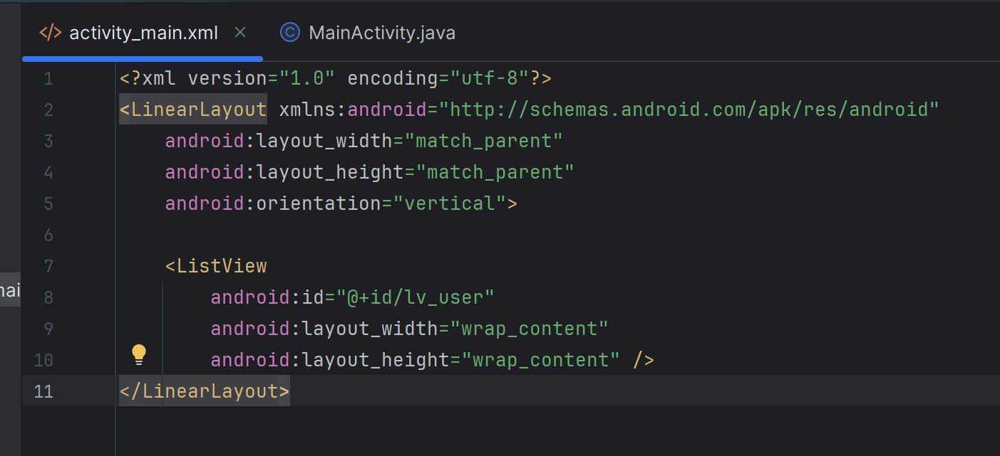 </> activity_main.xml × © MainActivity.java
1 <?xml version="1.0" encoding="utf-8"?>
2 <LinearLayout xmlns:android="http://schemas.android.com/apk/res/android"
3     android:layout_width="match_parent"
4     android:layout_height="match_parent"
5     android:orientation="vertical">
6
7     <ListView
8         android:id="@+id/lv_user"
9         android:layout_width="wrap_content"
10         android:layout_height="wrap_content" />
11 </LinearLayout>